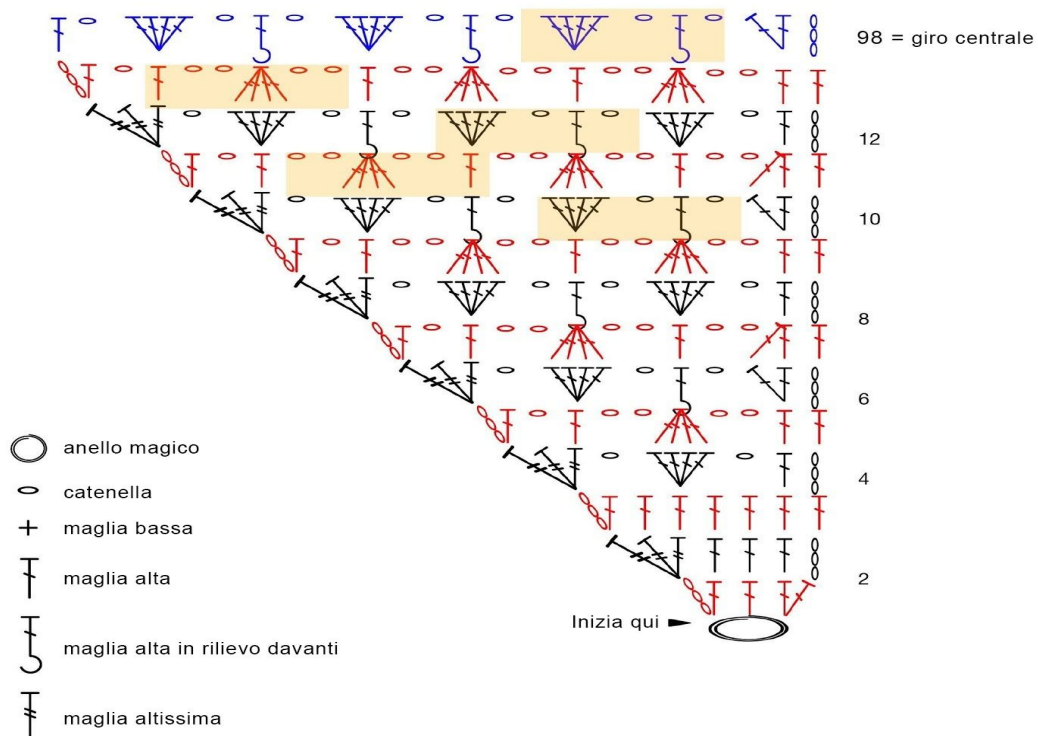 98 = giro centrale
12
10
8
6
4
2
Inizia qui
anello magico
catenella
maglia bassa
maglia alta
maglia alta in rilievo davanti
maglia altissima